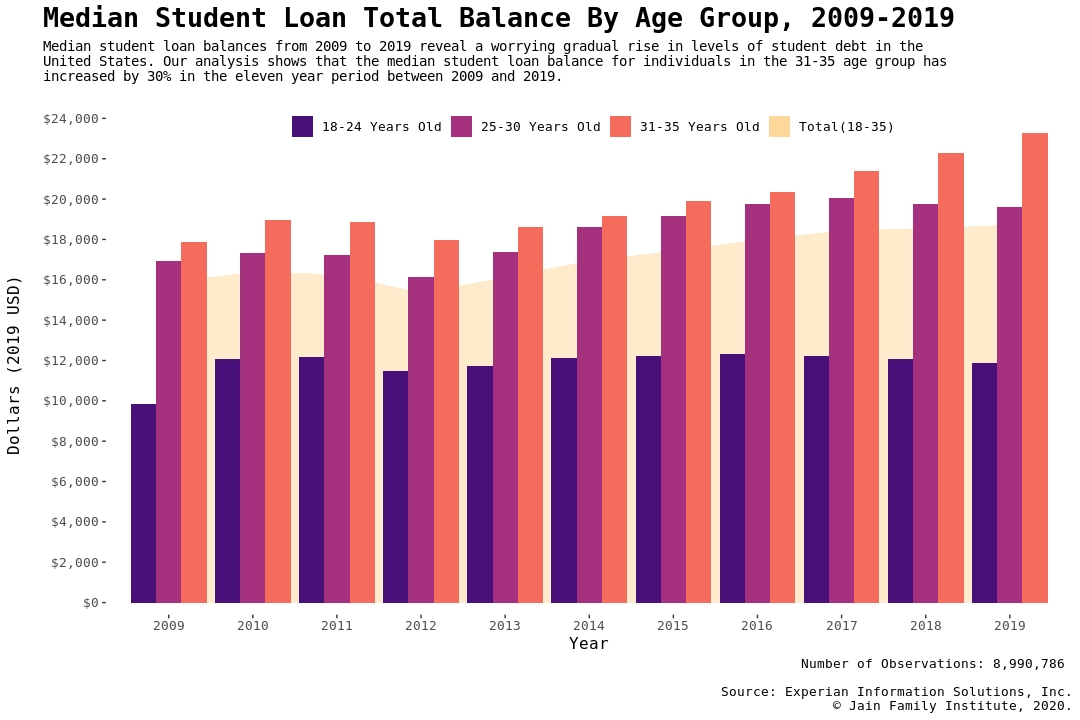 Median Student Loan Total Balance By Age Group, 2009-2019
Median student loan balances from 2009 to 2019 reveal a worrying gradual rise in levels of student debt in the
United States. Our analysis shows that the median student loan balance for individuals in the 31-35 age group has
increased by 30% in the eleven year period between 2009 and 2019.
18-24 Years Old 25-30 Years Old 31-35 Years Old Total(18-35)
$24,000
$22,000
$20,000
$18,000
$16,000
$14,000
$12,000
$10,000
$8,000
$6,000
$4,000
$2,000
$0
Dollars (2019 USD)
2009 2010 2011 2012 2013 2014 2015 2016 2017 2018 2019
Year
Number of Observations: 8,990,786
Source: Experian Information Solutions, Inc.
© Jain Family Institute, 2020.